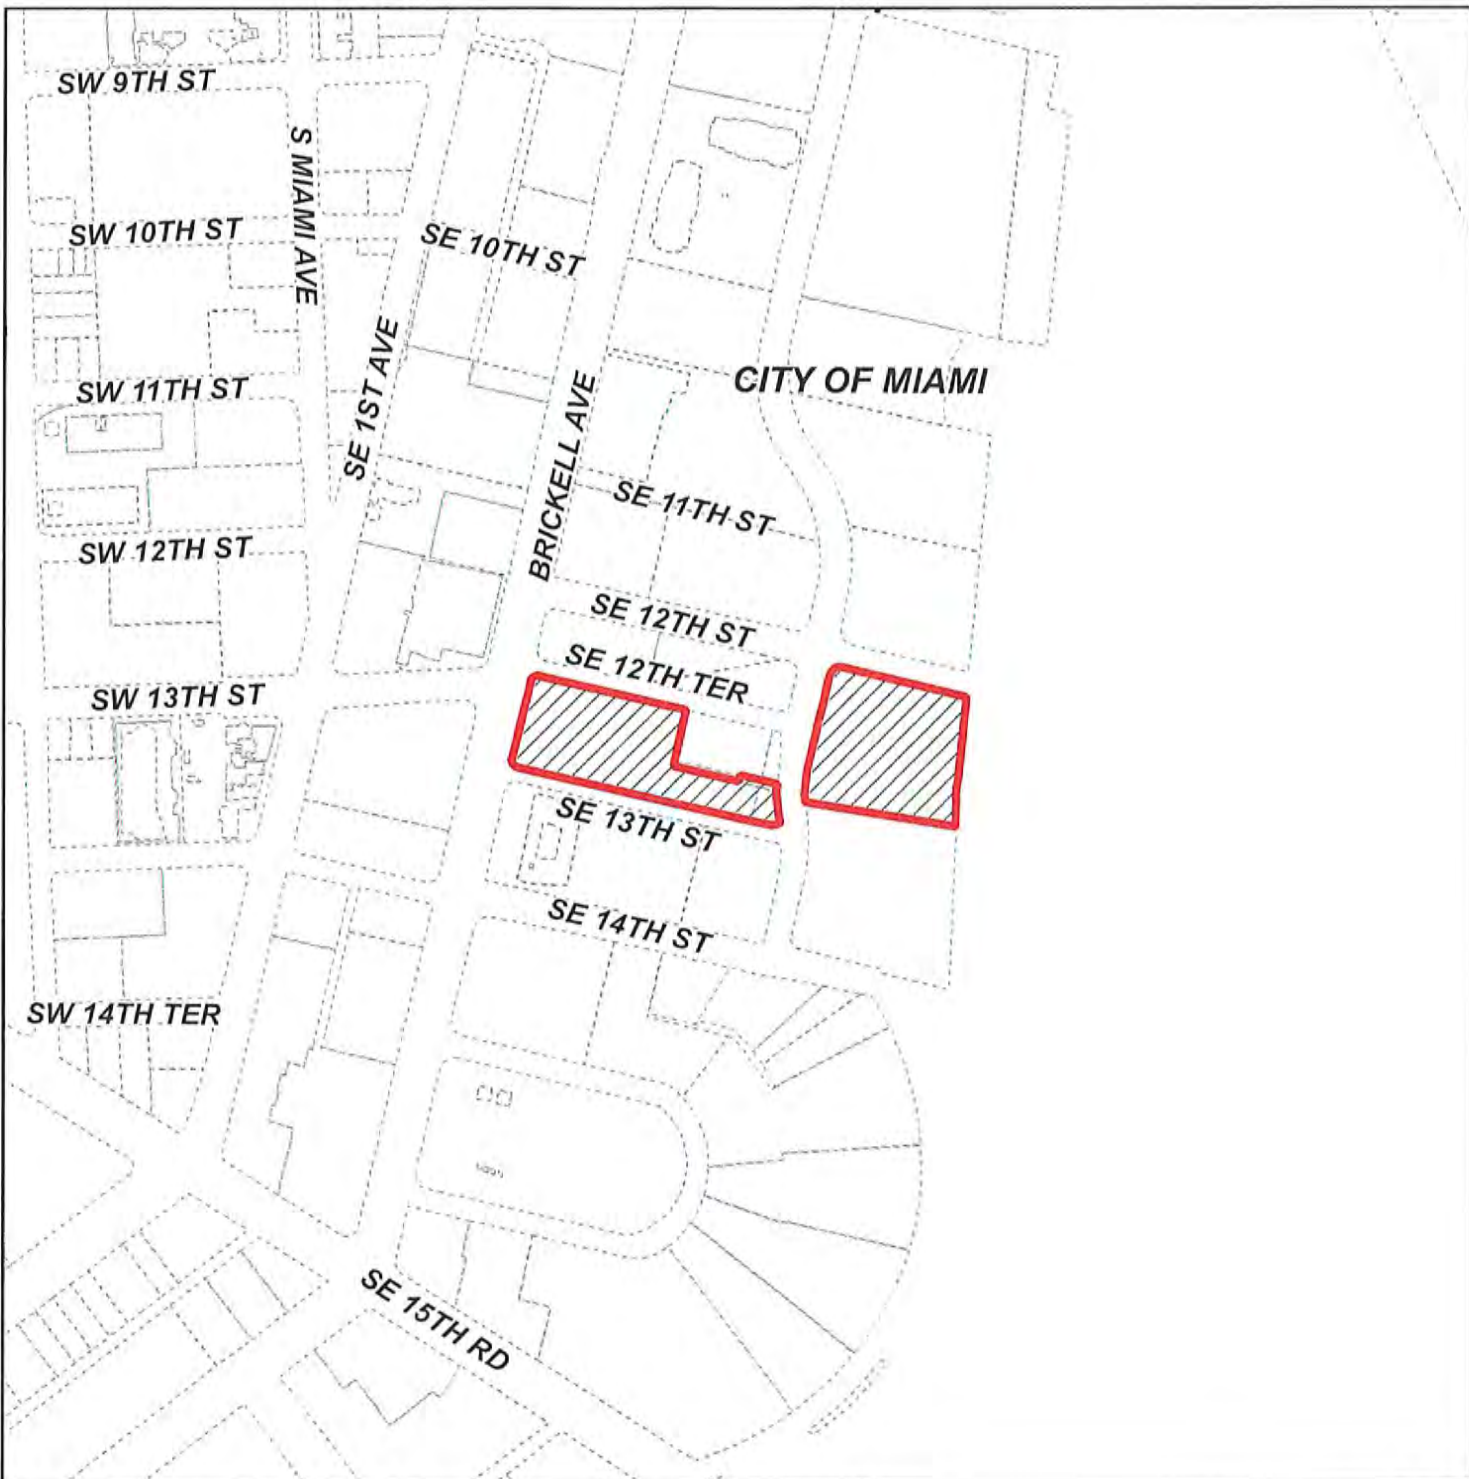 SW 9TH ST
S MIAMI AVE
SW 10TH ST
SE 10TH ST
SE 1ST AVE
BRICKELL AVE
CITY OF MIAMI
SW 11TH ST
SE 11TH ST
SW 12TH ST
SE 12TH ST
SE 12TH TER
SW 13TH ST
SE 13TH ST
SE 14TH ST
SW 14TH TER
SE 15TH RD